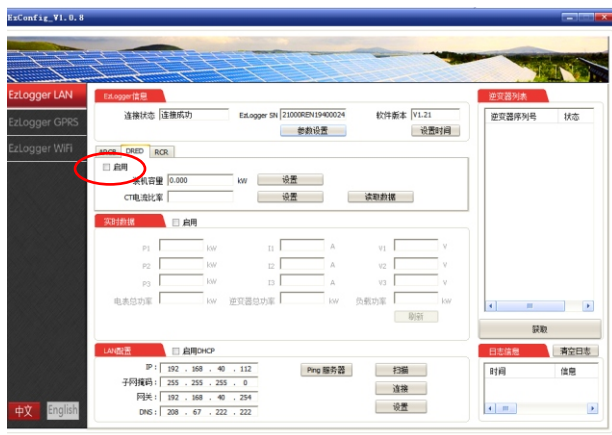 EzConfig_V1.0.8
EzLogger LAN
EzLogger GPRS
EzLogger WiFi
中文 English
EzLogger信息
连接状态 连接成功 EzLogger SN 21000REN19400024 软件版本 V1.21
参数设置 设置时间
ARCB DRED RCR
启用
装机容量 0.000 kW 设置
CT电流比率 设置 读取数据
实时数据 启用
P1 kW I1 A V1 V
P2 kW I2 A V2 V
P3 kW I3 A V3 V
电表总功率 kW 逆变器总功率 kW 负载功率 kW
刷新
LAN配置 启用DHCP
IP: 192 . 168 . 40 . 112 Ping 服务器 扫描
子网掩码: 255 . 255 . 255 . 0 连接
网关: 192 . 168 . 40 . 254
DNS: 208 . 67 . 222 . 222 设置
逆变器列表
逆变器序列号 状态
获取
日志信息 清空日志
时间 信息